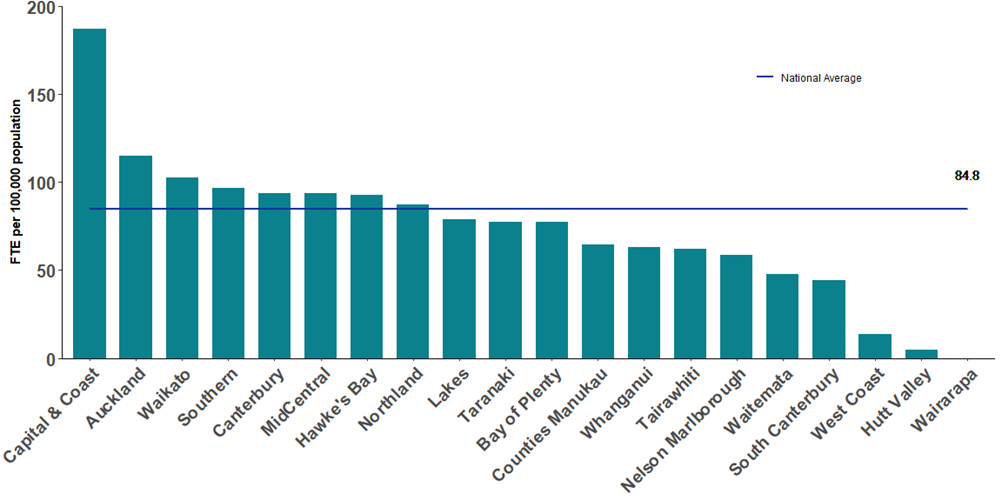 200
150
100
50
0
FTE per 100,000 population
National Average
84.8
Capital & Coast
Auckland
Waikato
Southern
Canterbury
MidCentral
Hawke's Bay
Northland
Lakes
Taranaki
Bay of Plenty
Counties Manukau
Whanganui
Tairawhiti
Nelson Marlborough
Waitemata
South Canterbury
West Coast
Hutt Valley
Wairarapa